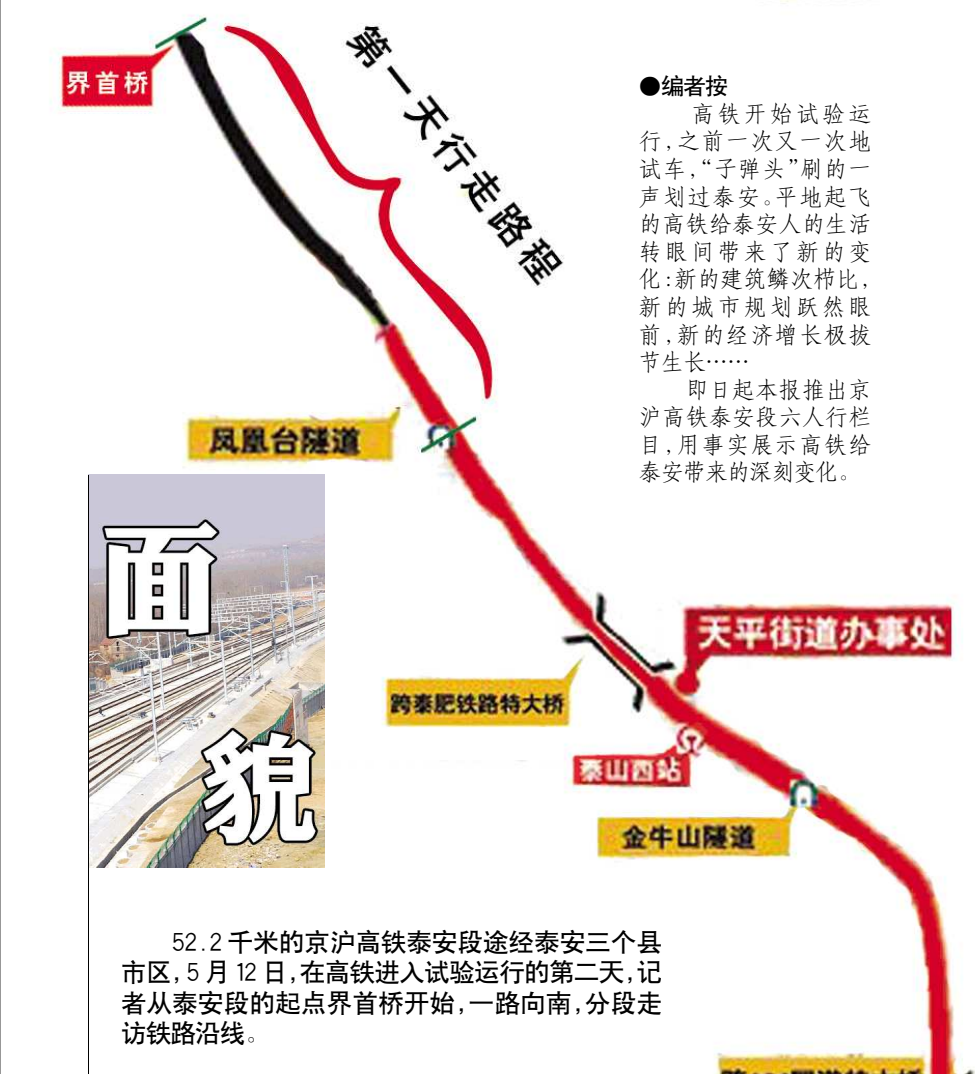 界首桥
第一天行走路程
●编者按
高铁开始试验运
行，之前一次又一次地
试车，“子弹头”刷的一
声划过泰安。平地起飞
的高铁给泰安人的生活
转眼间带来了新的变
化：新的建筑鳞次栉比，
新的城市规划跃然眼
前，新的经济增长极拔
节生长……
即日起本报推出京
沪高铁泰安段六人行栏
目，用事实展示高铁给
泰安带来的深刻变化。
凤凰台隧道
面
貌
天平街道办事处
跨泰肥铁路特大桥
泰山西站
金牛山隧道
52.2千米的京沪高铁泰安段途经泰安三个县
市区，5月12日，在高铁进入试验运行的第二天，记
者从泰安段的起点界首桥开始，一路向南，分段走
访铁路沿线。